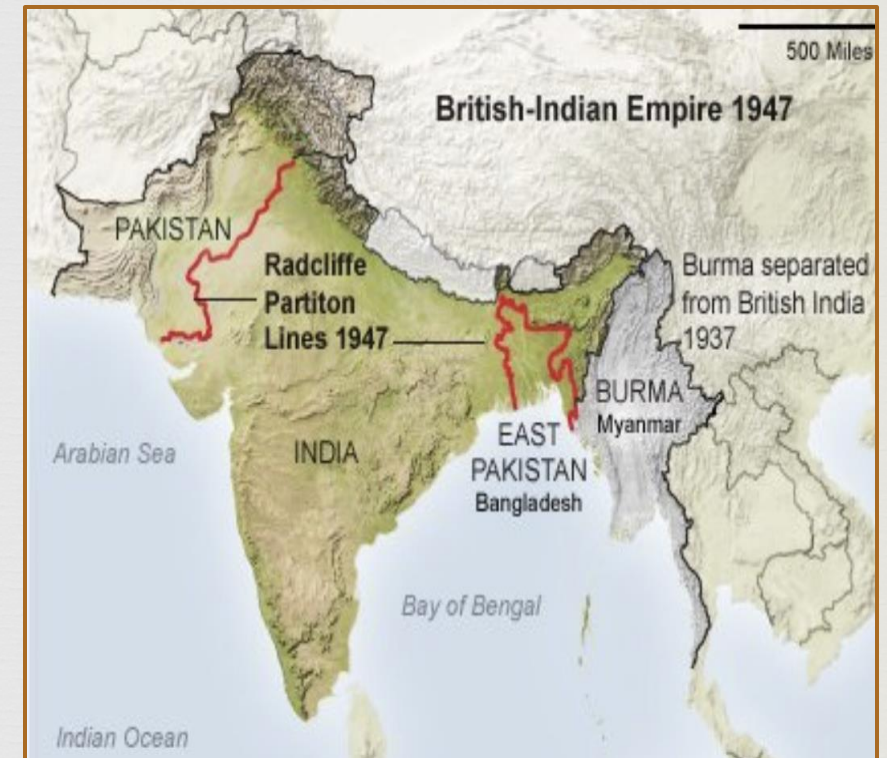 500 Miles
British-Indian Empire 1947
PAKISTAN
Radcliffe
Partiton
Lines 1947
Burma separated
from British India
1937
BURMA
Myanmar
Arabian Sea
INDIA
EAST
PAKISTAN
Bangladesh
Bay of Bengal
Indian Ocean